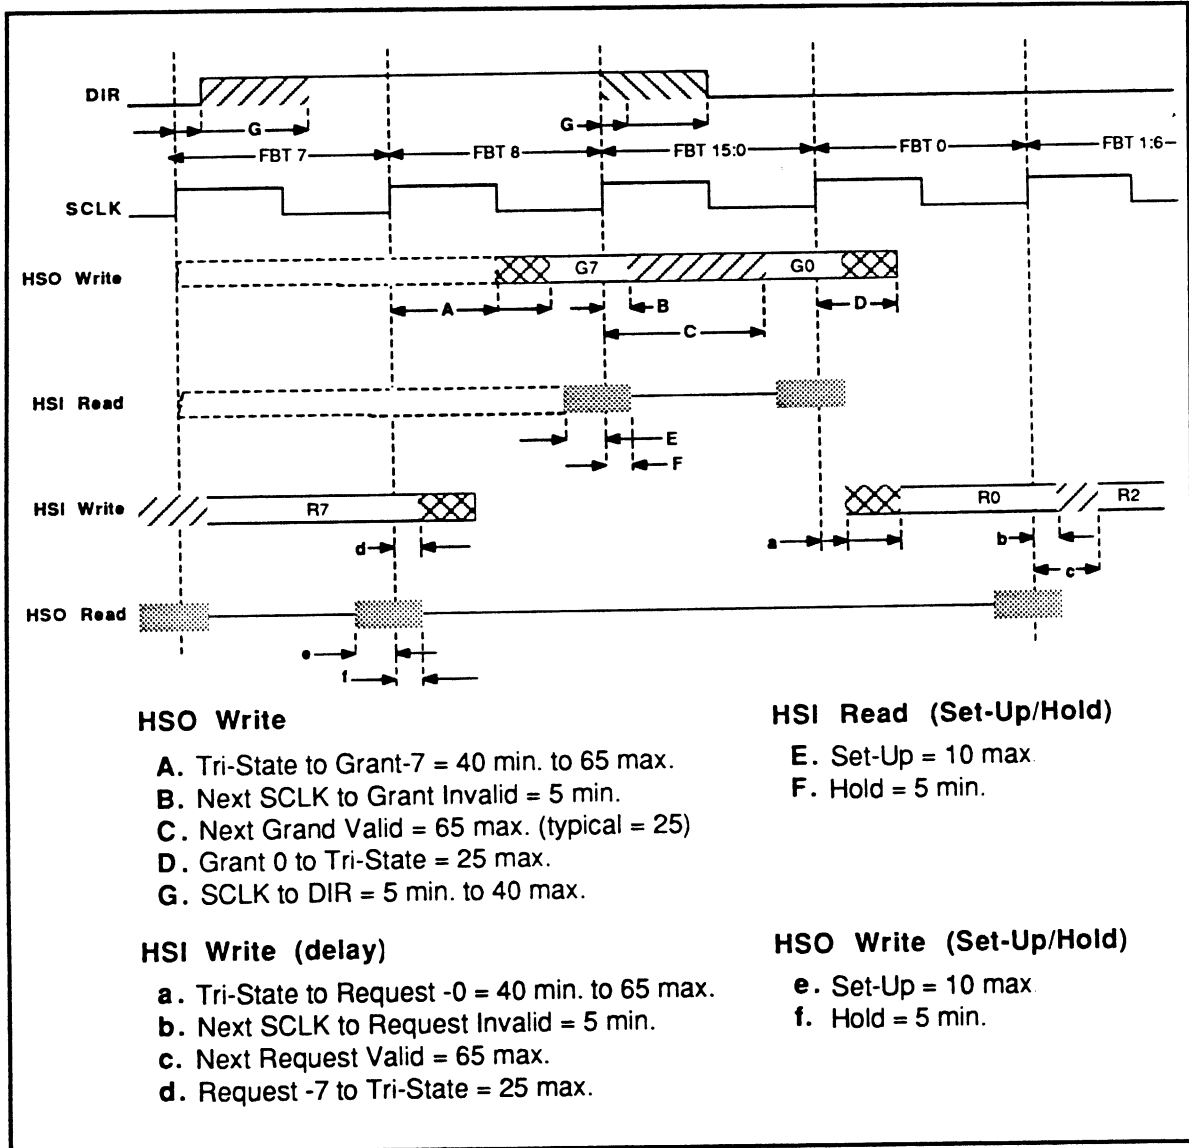 DIR
G
G
FBT 7
FBT 8
FBT 15:0
FBT 0
FBT 1:6
SCLK
HSO Write
G7
G0
A
B
D
C
HSI Read
E
F
HSI Write
R7
R0
R2
d
a
b
c
HSO Read
e
f
HSO Write
A. Tri-State to Grant-7 = 40 min. to 65 max.
B. Next SCLK to Grant Invalid = 5 min.
C. Next Grand Valid = 65 max. (typical = 25)
D. Grant 0 to Tri-State = 25 max.
G. SCLK to DIR = 5 min. to 40 max.
HSI Read (Set-Up/Hold)
E. Set-Up = 10 max
F. Hold = 5 min.
HSI Write (delay)
a. Tri-State to Request -0 = 40 min. to 65 max.
b. Next SCLK to Request Invalid = 5 min.
c. Next Request Valid = 65 max.
d. Request -7 to Tri-State = 25 max.
HSO Write (Set-Up/Hold)
e. Set-Up = 10 max
f. Hold = 5 min.